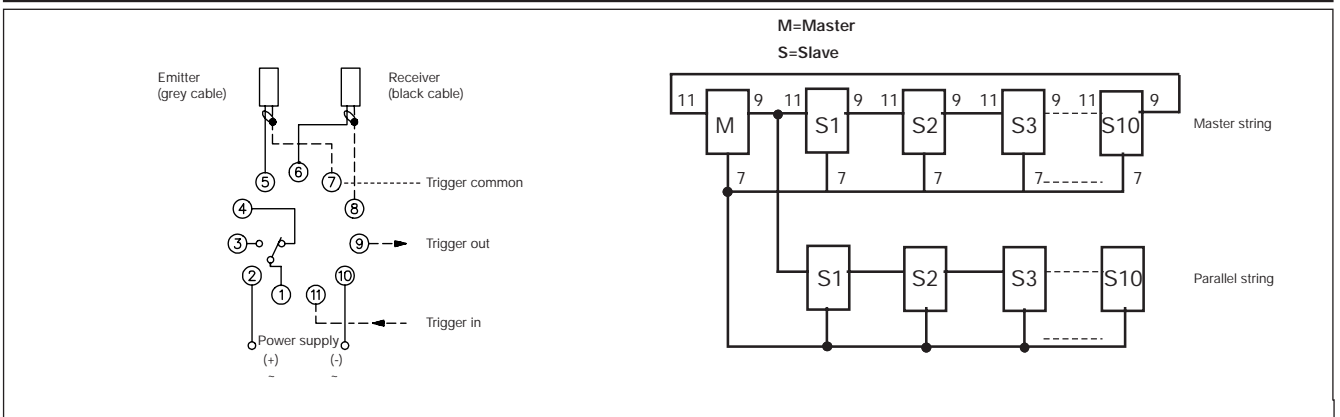 M=Master
S=Slave
Emitter
(grey cable)
Receiver
(black cable)
5
6
7
Trigger common
4
8
3
9
Trigger out
2
10
1
11
Trigger in
Power supply
(+)
(-)
~
~
11
M
9
11
S1
9
11
S2
9
11
S3
9
11
S10
9
Master string
7
7
7
7
7
S1
S2
S3
S10
Parallel string